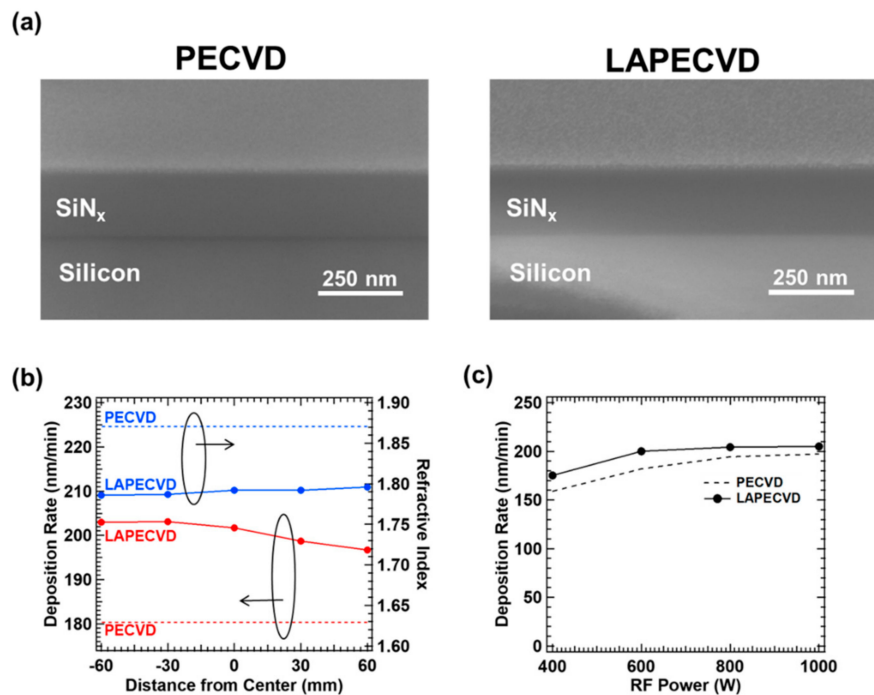 (a)
PECVD
LAPECVD
SiNx
Silicon
250 nm
SiNx
Silicon
250 nm
(b)
230
225
220
210
200
190
180
1.90
1.85
1.80
1.75
1.70
1.65
1.60
PECVD
LAPECVD
LAPECVD
PECVD
-60
-30
0
30
60
Deposition Rate (nm/min)
Refractive Index
Distance from Center (mm)
(c)
250
200
150
100
50
0
PECVD
LAPECVD
400
600
800
1000
Deposition Rate (nm/min)
RF Power (W)